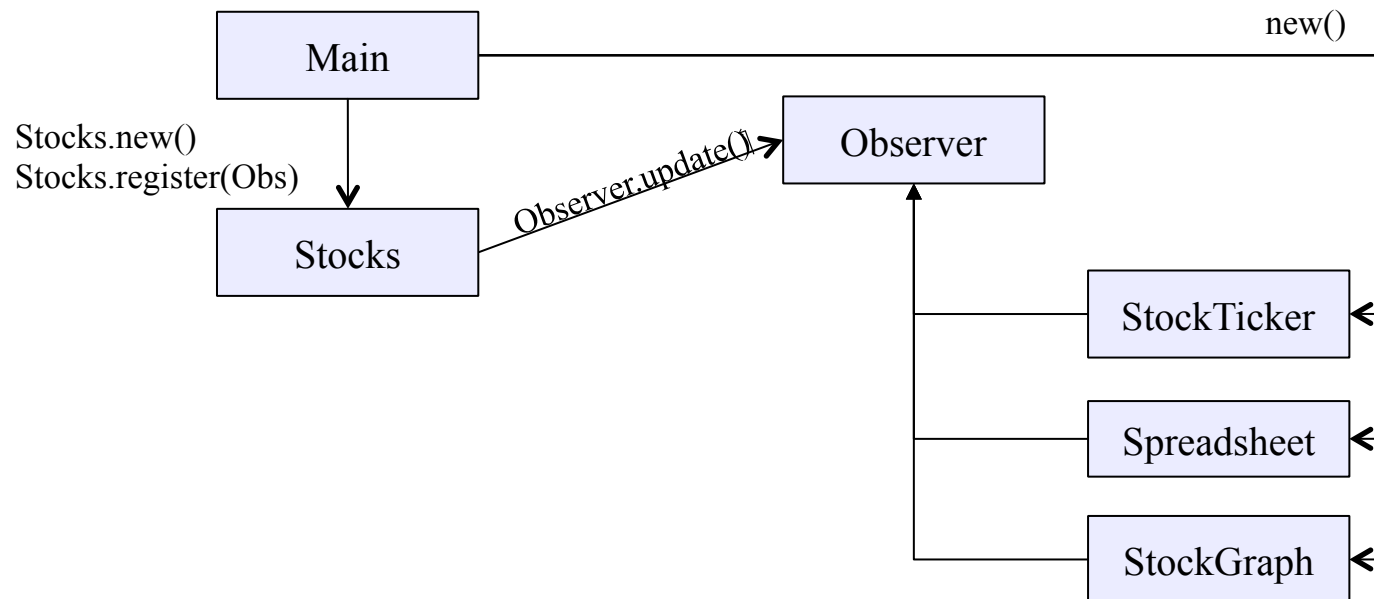 new()
Main
Stocks.new()
Stocks.register(Obs)
Observer
Observer.update()
Stocks
StockTicker
Spreadsheet
StockGraph